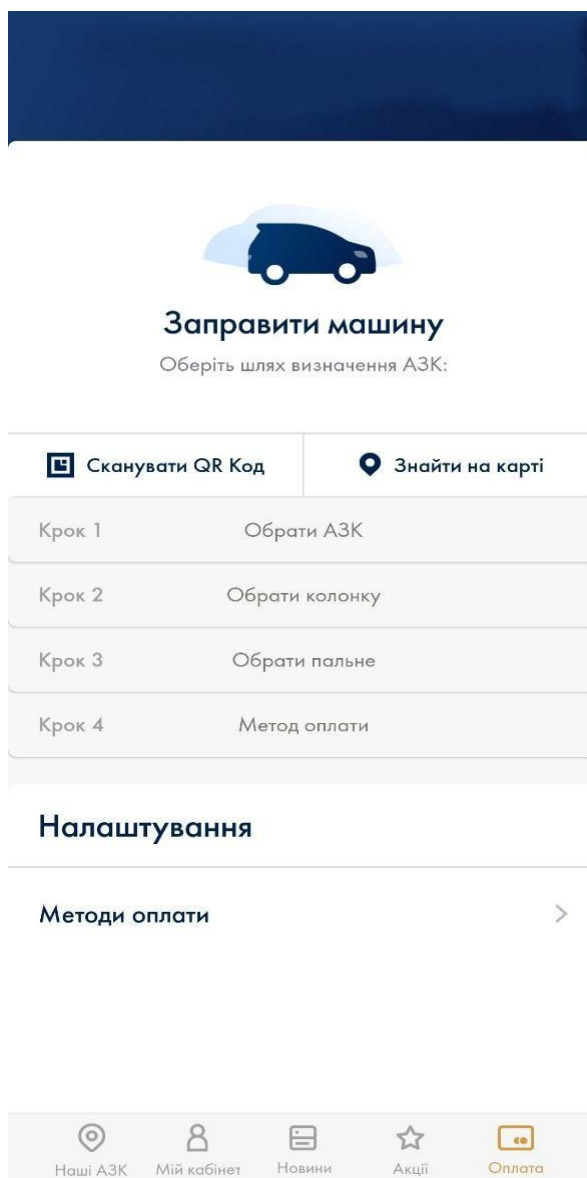 Заправити машину
Оберіть шлях визначення АЗК:
Сканувати QR Код
Знайти на карті
Крок 1 Обрати АЗК
Крок 2 Обрати колонку
Крок 3 Обрати пальне
Крок 4 Метод оплати
Налаштування
Методи оплати
Наші АЗК Мій кабінет Новини Акції Оплата